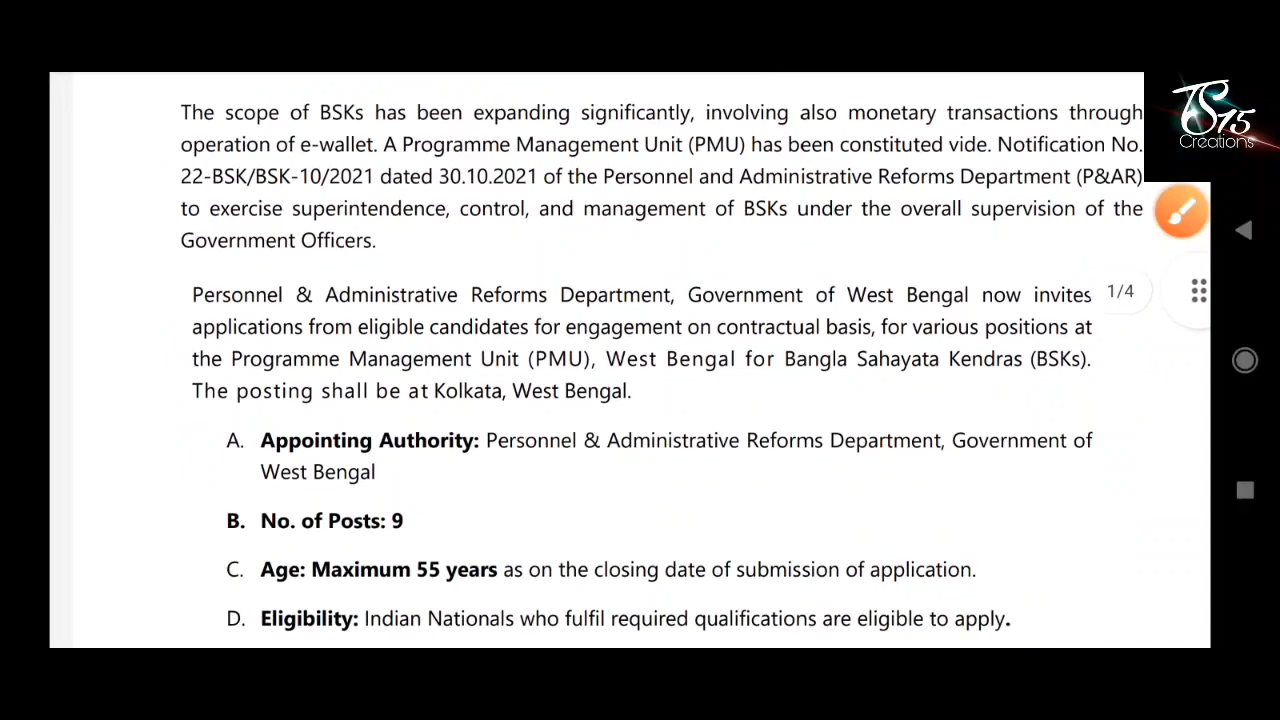 The scope of BSKs has been expanding significantly, involving also monetary transactions through
operation of e-wallet. A Programme Management Unit (PMU) has been constituted vide. Notification No.
22-BSK/BSK-10/2021 dated 30.10.2021 of the Personnel and Administrative Reforms Department (P&AR)
to exercise superintendence, control, and management of BSKs under the overall supervision of the
Government Officers.
Personnel & Administrative Reforms Department, Government of West Bengal now invites
applications from eligible candidates for engagement on contractual basis, for various positions at
the Programme Management Unit (PMU), West Bengal for Bangla Sahayata Kendras (BSKs).
The posting shall be at Kolkata, West Bengal.
A. Appointing Authority: Personnel & Administrative Reforms Department, Government of
West Bengal
B. No. of Posts: 9
C. Age: Maximum 55 years as on the closing date of submission of application.
D. Eligibility: Indian Nationals who fulfil required qualifications are eligible to apply.
TS75
Creations
1/4